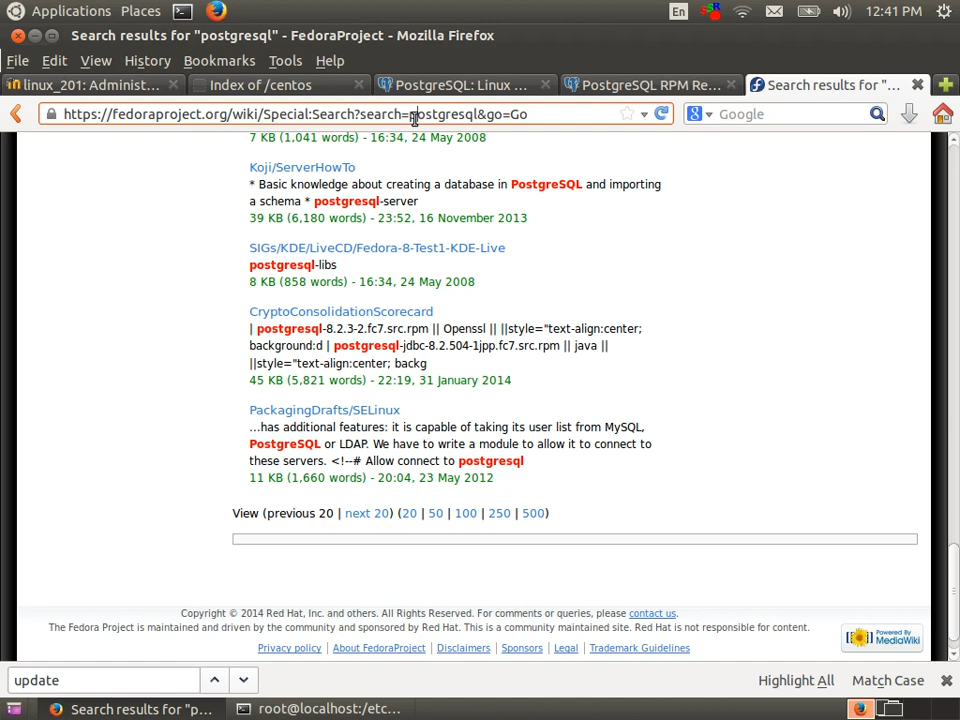 Applications Places En SSR 12:41 PM
Search results for "postgresql" - FedoraProject - Mozilla Firefox
File Edit View History Bookmarks Tools Help
linux_201: Administ... Index of /centos PostgreSQL: Linux ... PostgreSQL RPM Re... Search results for "...
https://fedoraproject.org/wiki/Special:Search?search=postgresql&go=Go Google
7 KB (1,041 words) - 16:34, 24 May 2008
Koji/ServerHowTo
* Basic knowledge about creating a database in PostgreSQL and importing
a schema * postgresql-server
39 KB (6,180 words) - 23:52, 16 November 2013
SIGs/KDE/LiveCD/Fedora-8-Test1-KDE-Live
postgresql-libs
8 KB (858 words) - 16:34, 24 May 2008
CryptoConsolidationScorecard
| postgresql-8.2.3-2.fc7.src.rpm || Openssl || ||style="text-align:center;
background:d | postgresql-jdbc-8.2.504-1jpp.fc7.src.rpm || java ||
||style="text-align:center; backg
45 KB (5,821 words) - 22:19, 31 January 2014
PackagingDrafts/SELinux
...has additional features: it is capable of taking its user list from MySQL,
PostgreSQL or LDAP. We have to write a module to allow it to connect to
these servers. <!--# Allow connect to postgresql
11 KB (1,660 words) - 20:04, 23 May 2012
View (previous 20 | next 20) (20 | 50 | 100 | 250 | 500)
Copyright © 2014 Red Hat, Inc. and others. All Rights Reserved. For comments or queries, please contact us.
The Fedora Project is maintained and driven by the community and sponsored by Red Hat. This is a community maintained site. Red Hat is not responsible for content.
Powered By
MediaWiki
Privacy policy | About FedoraProject | Disclaimers | Sponsors | Legal | Trademark Guidelines
update Highlight All Match Case
Search results for "p... root@localhost:/etc...